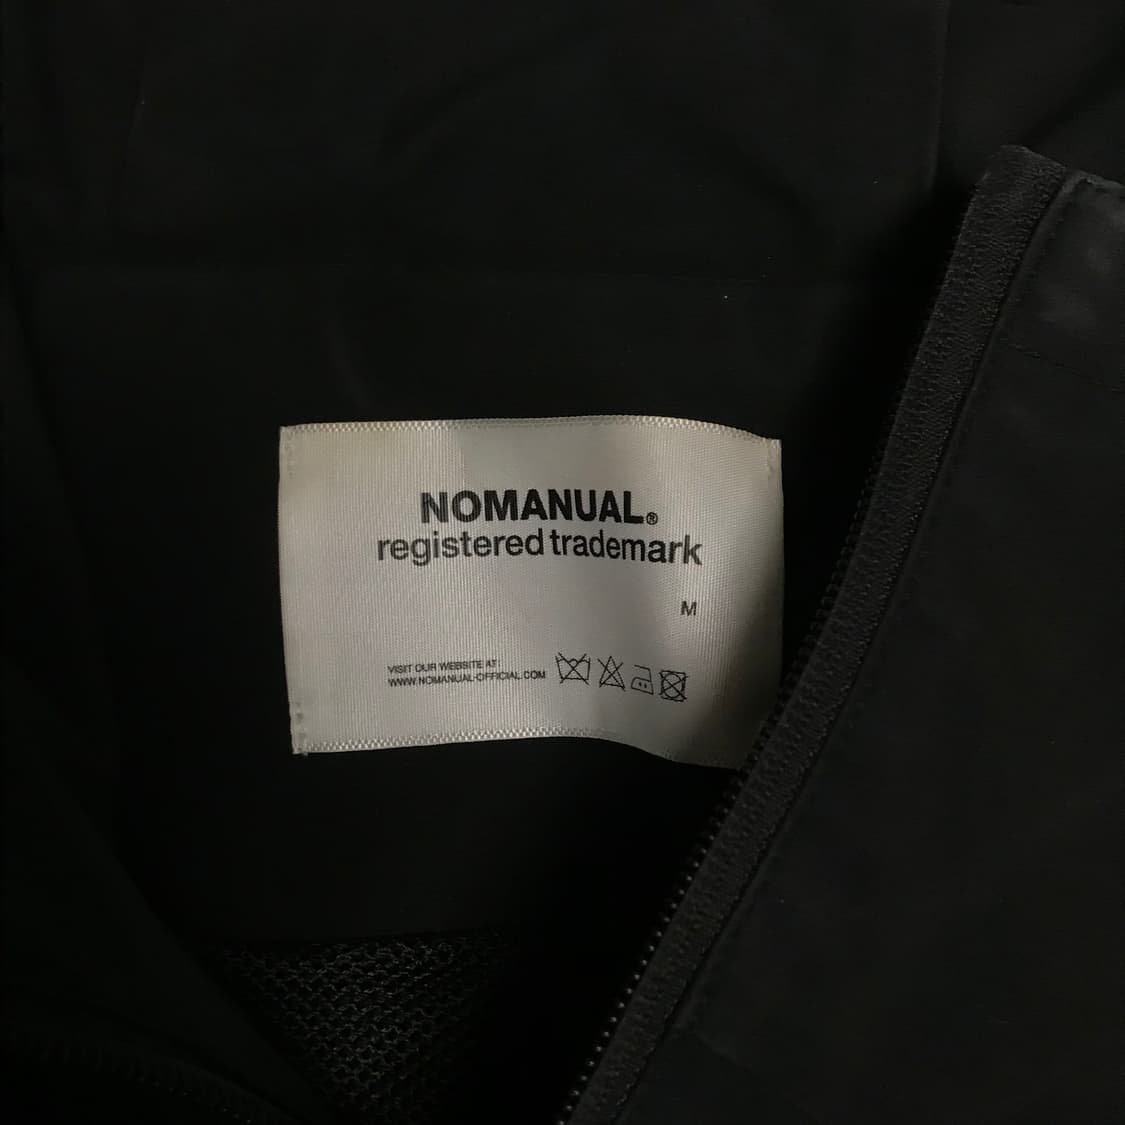 NOMANUAL.®
registered trademark
M
VISIT OUR WEBSITE AT:
WWW.NOMANUAL-OFFICIAL.COM